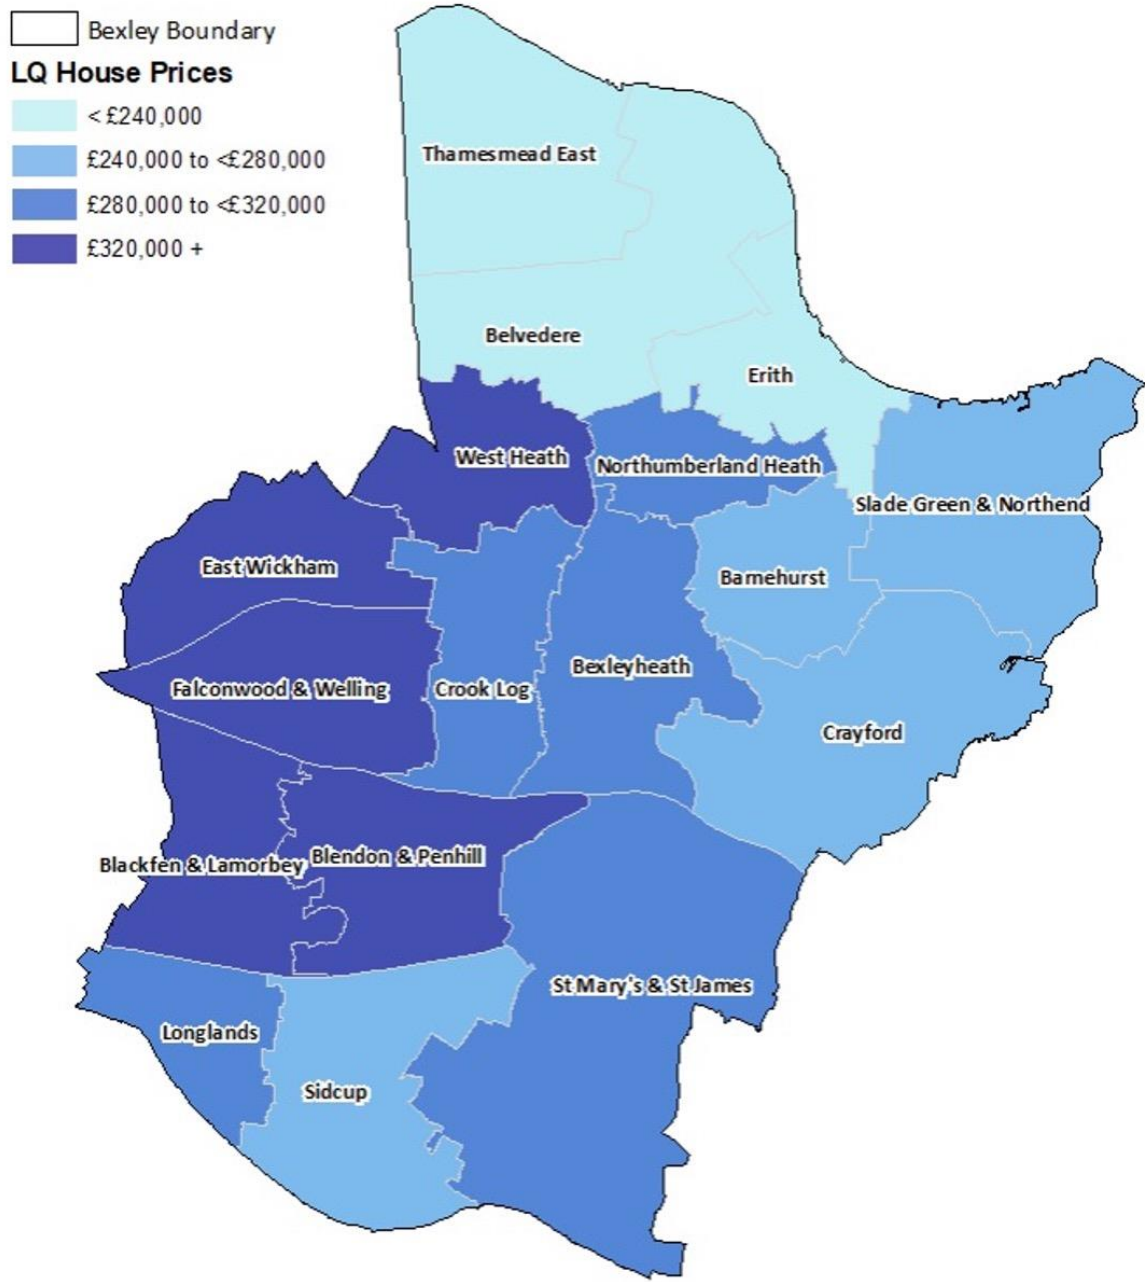 Bexley Boundary
LQ House Prices
< £240,000
£240,000 to <£280,000
£280,000 to <£320,000
£320,000 +
Thamesmead East
Belvedere
Erith
West Heath
Northumberland Heath
Slade Green & Northend
East Wickham
Barnehurst
Falconwood & Welling
Crook Log
Bexleyheath
Crayford
Blackfen & Lamorbey
Blendon & Penhill
St Mary's & St James
Longlands
Sidcup